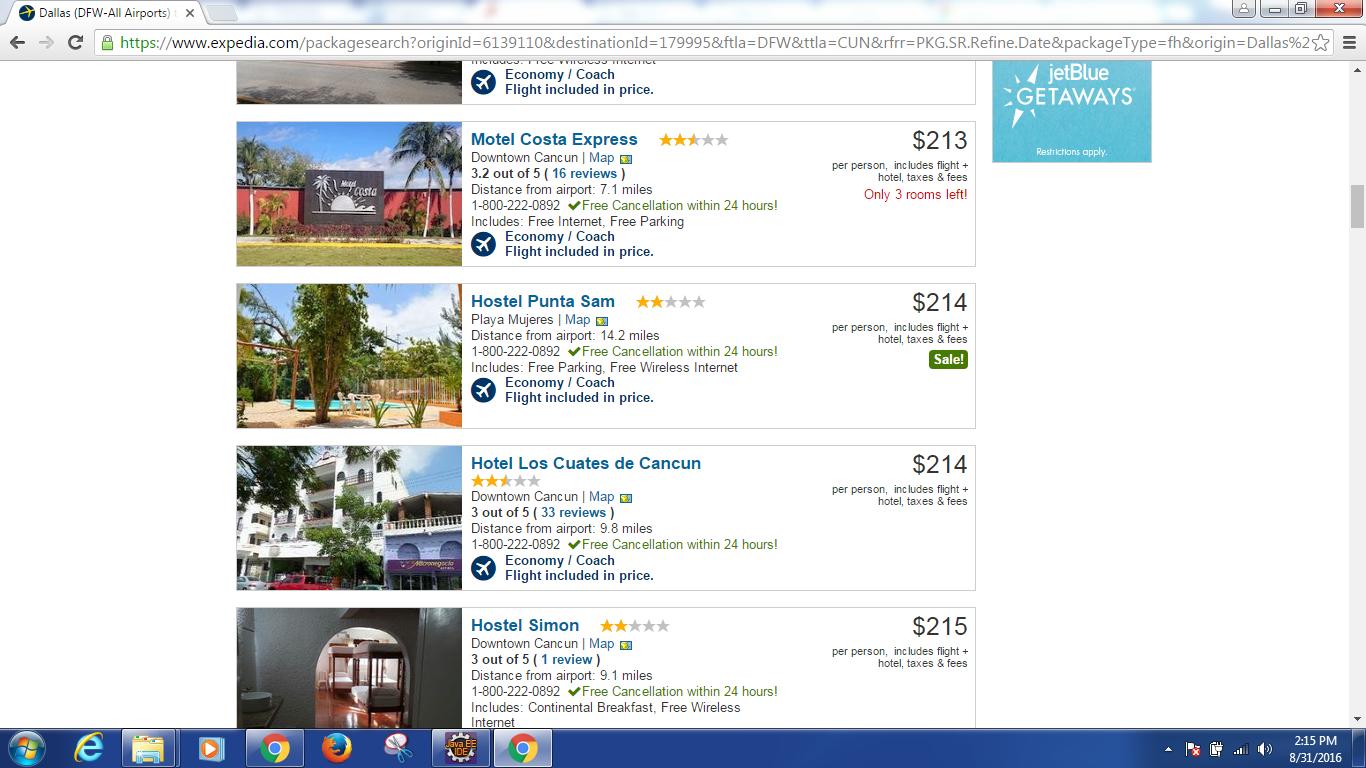 Dallas (DFW-All Airports) t
https://www.expedia.com/packagesearch?originId=6139110&destinationId=179995&ftla=DFW&ttla=CUN&rfrr=PKG.SR.Refine.Date&packageType=fh&origin=Dallas%2
Includes: Free Wireless Internet
Economy / Coach
Flight included in price.
jetBlue
GETAWAYS
Restrictions apply.
Motel Costa Express
$213
Downtown Cancun | Map
per person, includes flight +
hotel, taxes & fees
3.2 out of 5 ( 16 reviews )
Distance from airport: 7.1 miles
Only 3 rooms left!
1-800-222-0892 Free Cancellation within 24 hours!
Includes: Free Internet, Free Parking
Economy / Coach
Flight included in price.
Motel
Costa
Hostel Punta Sam
$214
Playa Mujeres | Map
per person, includes flight +
hotel, taxes & fees
Distance from airport: 14.2 miles
1-800-222-0892 Free Cancellation within 24 hours!
Sale!
Includes: Free Parking, Free Wireless Internet
Economy / Coach
Flight included in price.
Hotel Los Cuates de Cancun
$214
Downtown Cancun | Map
per person, includes flight +
hotel, taxes & fees
3 out of 5 ( 33 reviews )
Distance from airport: 9.8 miles
1-800-222-0892 Free Cancellation within 24 hours!
Economy / Coach
Flight included in price.
Micronegocio
Hostel Simon
$215
Downtown Cancun | Map
per person, includes flight +
hotel, taxes & fees
3 out of 5 ( 1 review )
Distance from airport: 9.1 miles
1-800-222-0892 Free Cancellation within 24 hours!
Includes: Continental Breakfast, Free Wireless
Internet
Java EE
IDE
2:15 PM
8/31/2016